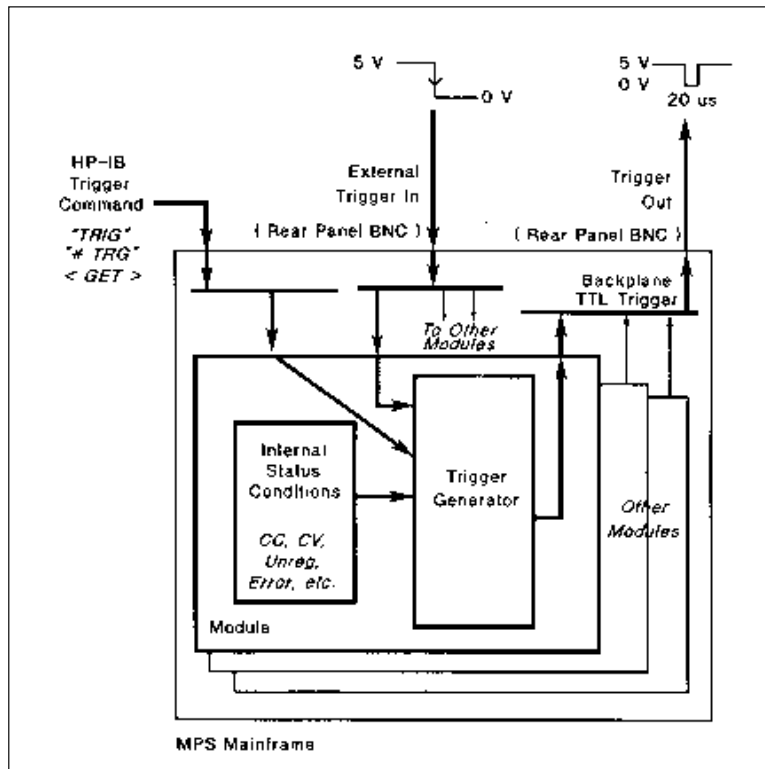 5 V
0 V
5 V
0 V
20 us
HP-IB
Trigger
Command
"TRIG"
"* TRG"
< GET >
External
Trigger In
( Rear Panel BNC )
Trigger
Out
( Rear Panel BNC )
Backplane
TTL Trigger
To Other
Modules
Internal
Status
Conditions
CC, CV,
Unreg,
Error, etc.
Trigger
Generator
Other
Modules
Module
MPS Mainframe